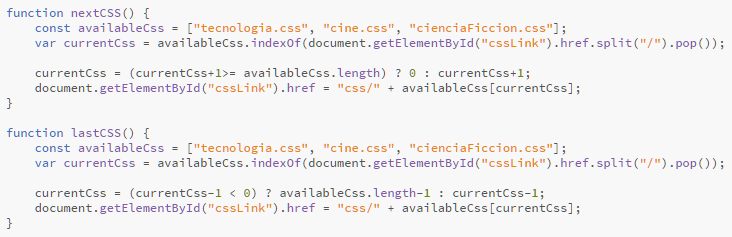 function nextCSS() {
    const availableCss = ["tecnologia.css", "cine.css", "cienciaFiccion.css"];
    var currentCss = availableCss.indexOf(document.getElementById("cssLink").href.split("/").pop());

    currentCss = (currentCss+1>= availableCss.length) ? 0 : currentCss+1;
    document.getElementById("cssLink").href = "css/" + availableCss[currentCss];
}

function lastCSS() {
    const availableCss = ["tecnologia.css", "cine.css", "cienciaFiccion.css"];
    var currentCss = availableCss.indexOf(document.getElementById("cssLink").href.split("/").pop());

    currentCss = (currentCss-1 < 0) ? availableCss.length-1 : currentCss-1;
    document.getElementById("cssLink").href = "css/" + availableCss[currentCss];
}